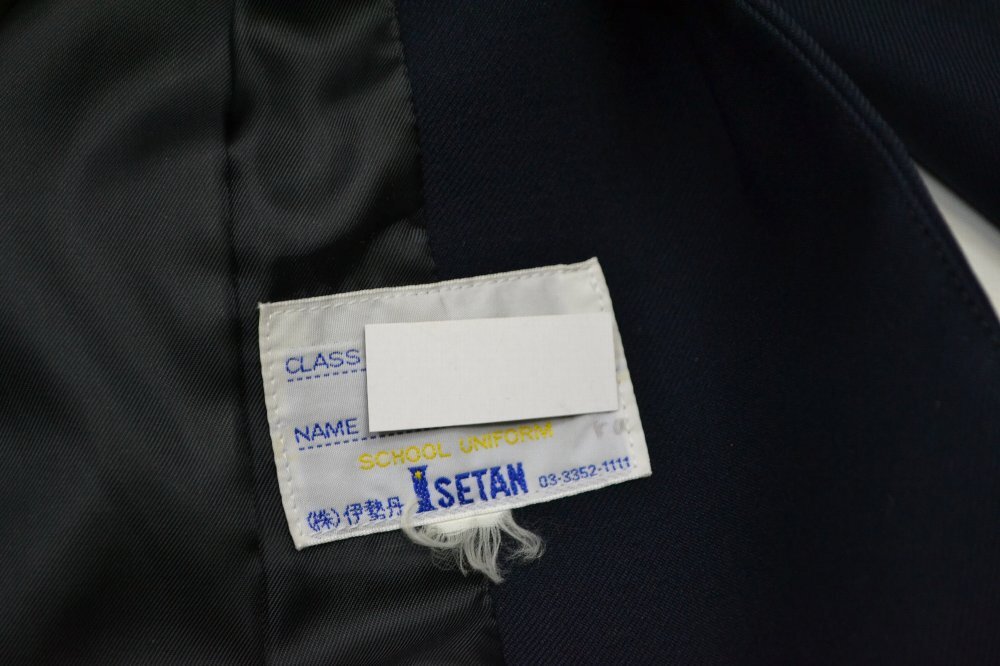 CLASS
NAME
SCHOOL UNIFORM
(株)伊勢丹 ISETAN 03-3352-1111